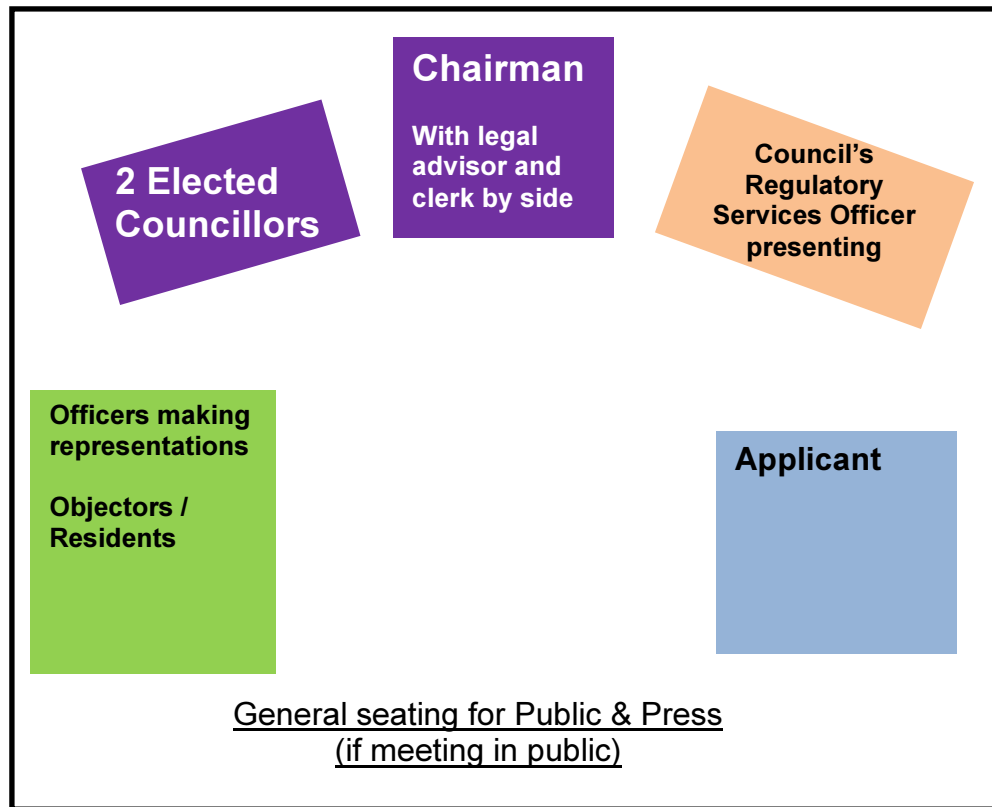 Chairman
With legal
advisor and
clerk by side
2 Elected
Councillors
Council’s
Regulatory
Services Officer
presenting
Officers making
representations
Objectors /
Residents
Applicant
General seating for Public & Press
(if meeting in public)